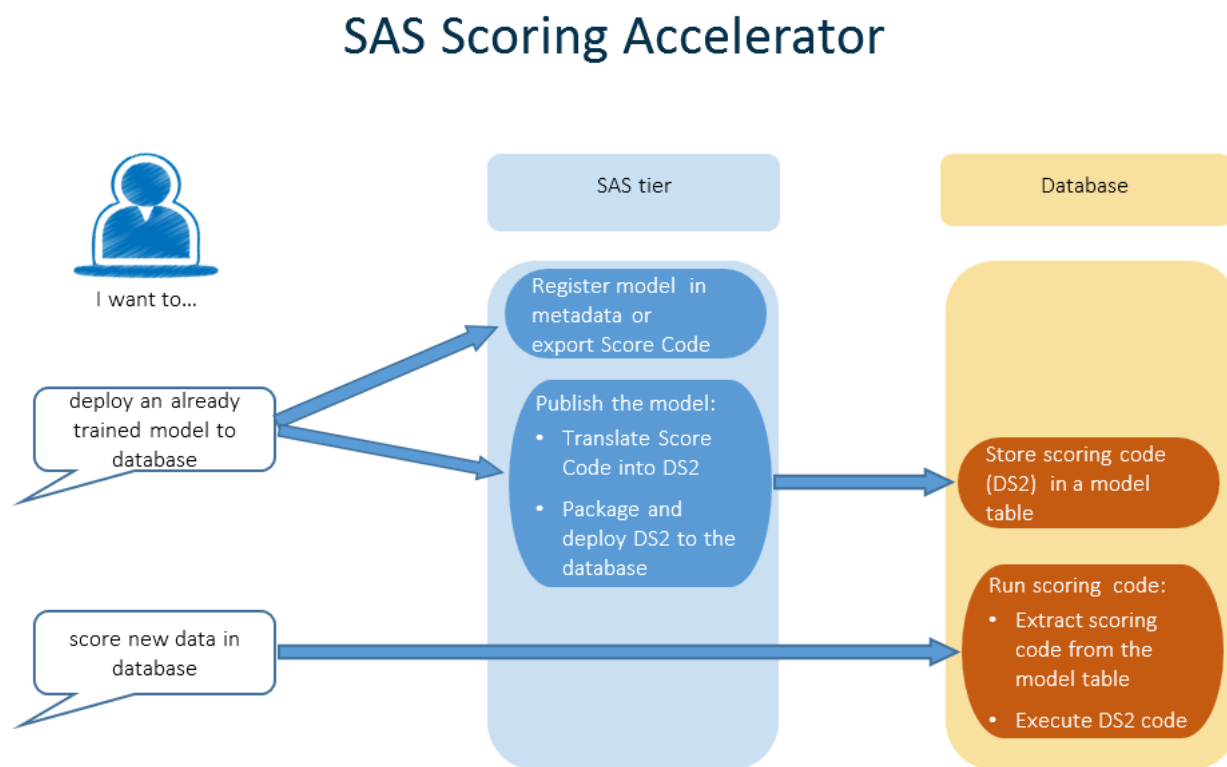 SAS Scoring Accelerator
I want to...
SAS tier
Database
deploy an already
trained model to
database
Register model in
metadata or
export Score Code
Publish the model:
• Translate Score
Code into DS2
• Package and
deploy DS2 to the
database
Store scoring code
(DS2) in a model
table
score new data in
database
Run scoring code:
• Extract scoring
code from the
model table
• Execute DS2 code